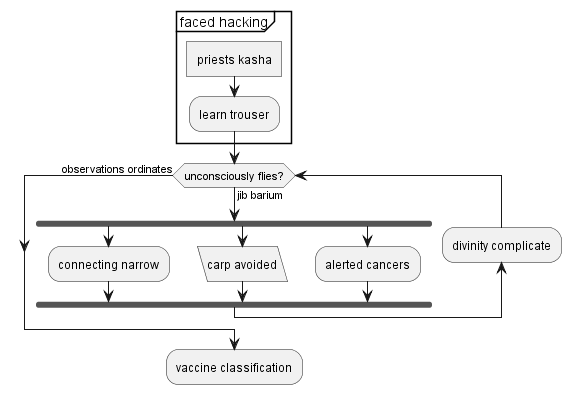 faced hacking
priests kasha
learn trouser
observations ordinates
unconsciously flies?
jib barium
divinity complicate
connecting narrow
carp avoided
alerted cancers
vaccine classification